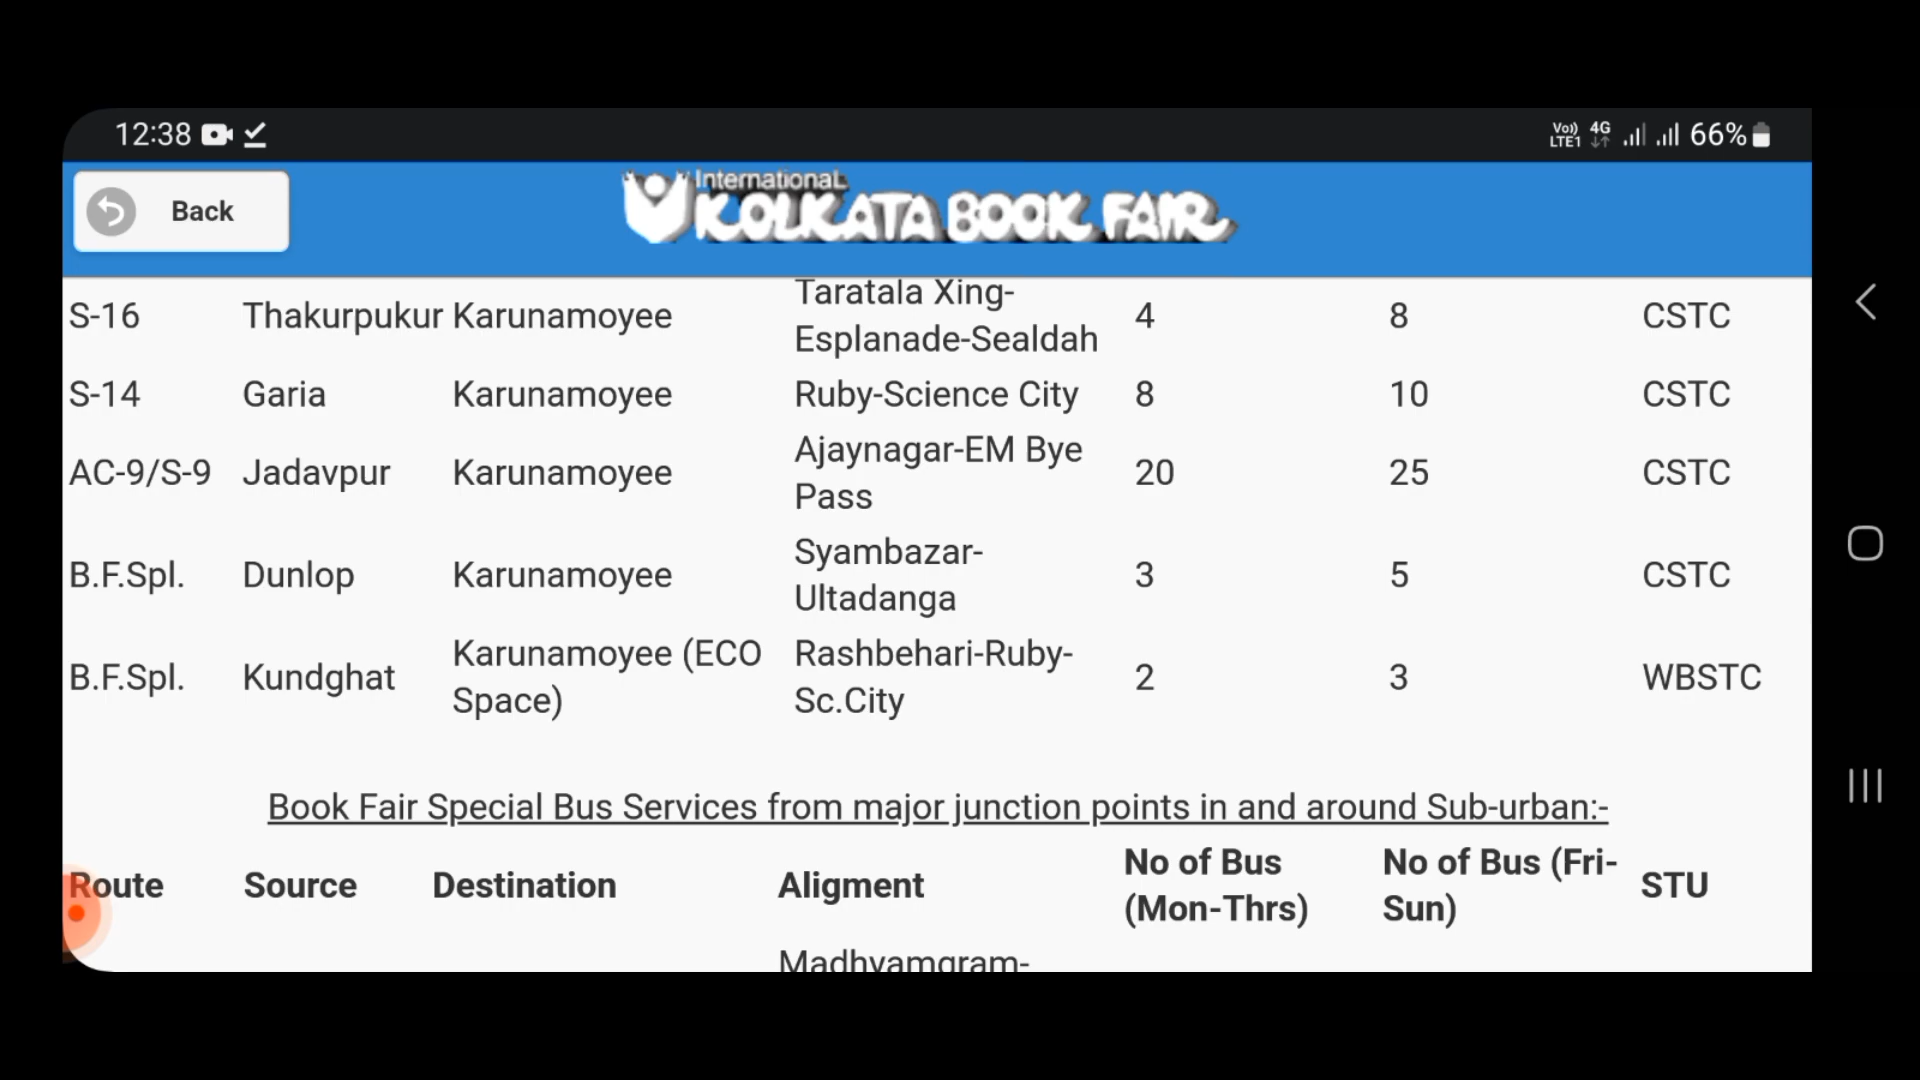 12:38 Vo)) LTE1 4G 66%
Back
International
KOLKATA BOOK FAIR
S-16 Thakurpukur Karunamoyee Taratala Xing-
Esplanade-Sealdah 4 8 CSTC
S-14 Garia Karunamoyee Ruby-Science City 8 10 CSTC
AC-9/S-9 Jadavpur Karunamoyee Ajaynagar-EM Bye
Pass 20 25 CSTC
B.F.Spl. Dunlop Karunamoyee Syambazar-
Ultadanga 3 5 CSTC
B.F.Spl. Kundghat Karunamoyee (ECO
Space) Rashbehari-Ruby-
Sc.City 2 3 WBSTC
Book Fair Special Bus Services from major junction points in and around Sub-urban:-
Route Source Destination Aligment No of Bus
(Mon-Thrs) No of Bus (Fri-
Sun) STU
Madhyamgram-